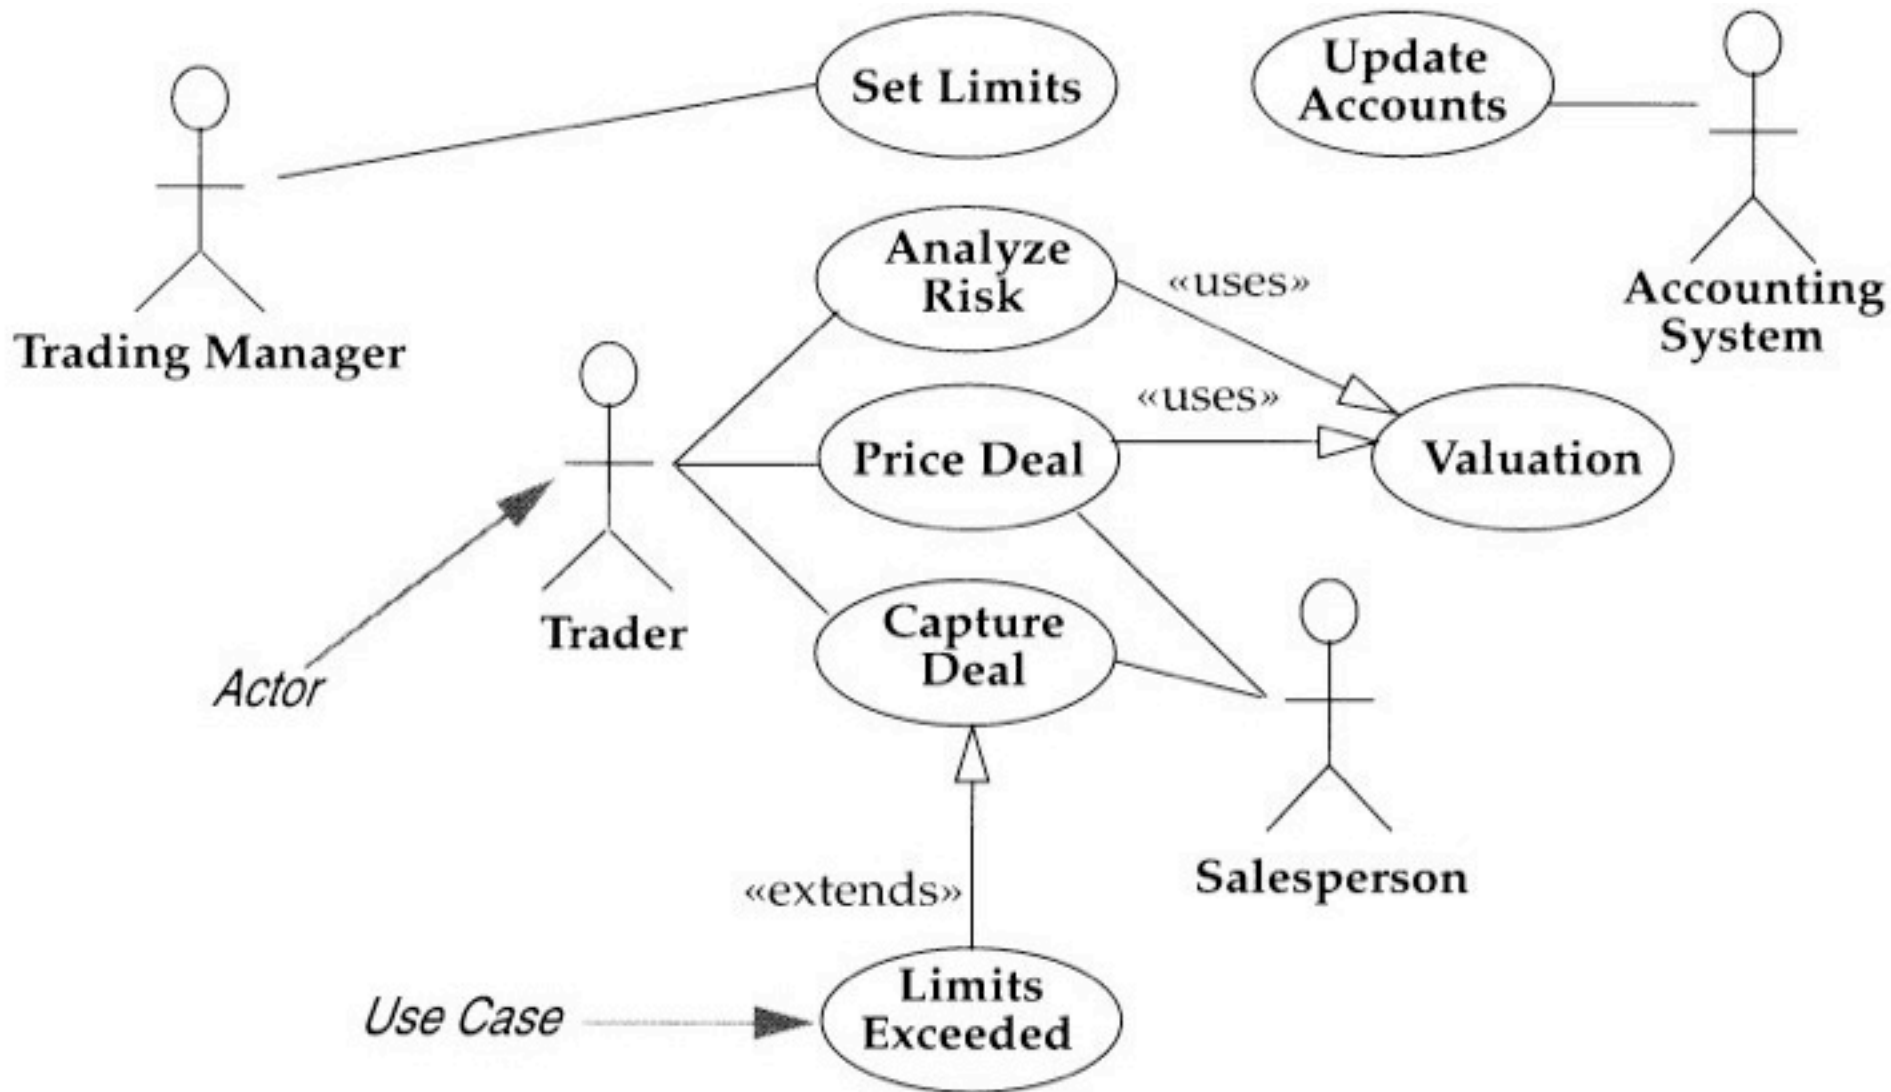 Set Limits
Update
Accounts
Analyze
Risk
«uses»
Accounting
System
Trading Manager
«uses»
Price Deal
Valuation
Trader
Capture
Deal
Actor
Salesperson
«extends»
Limits
Exceeded
Use Case